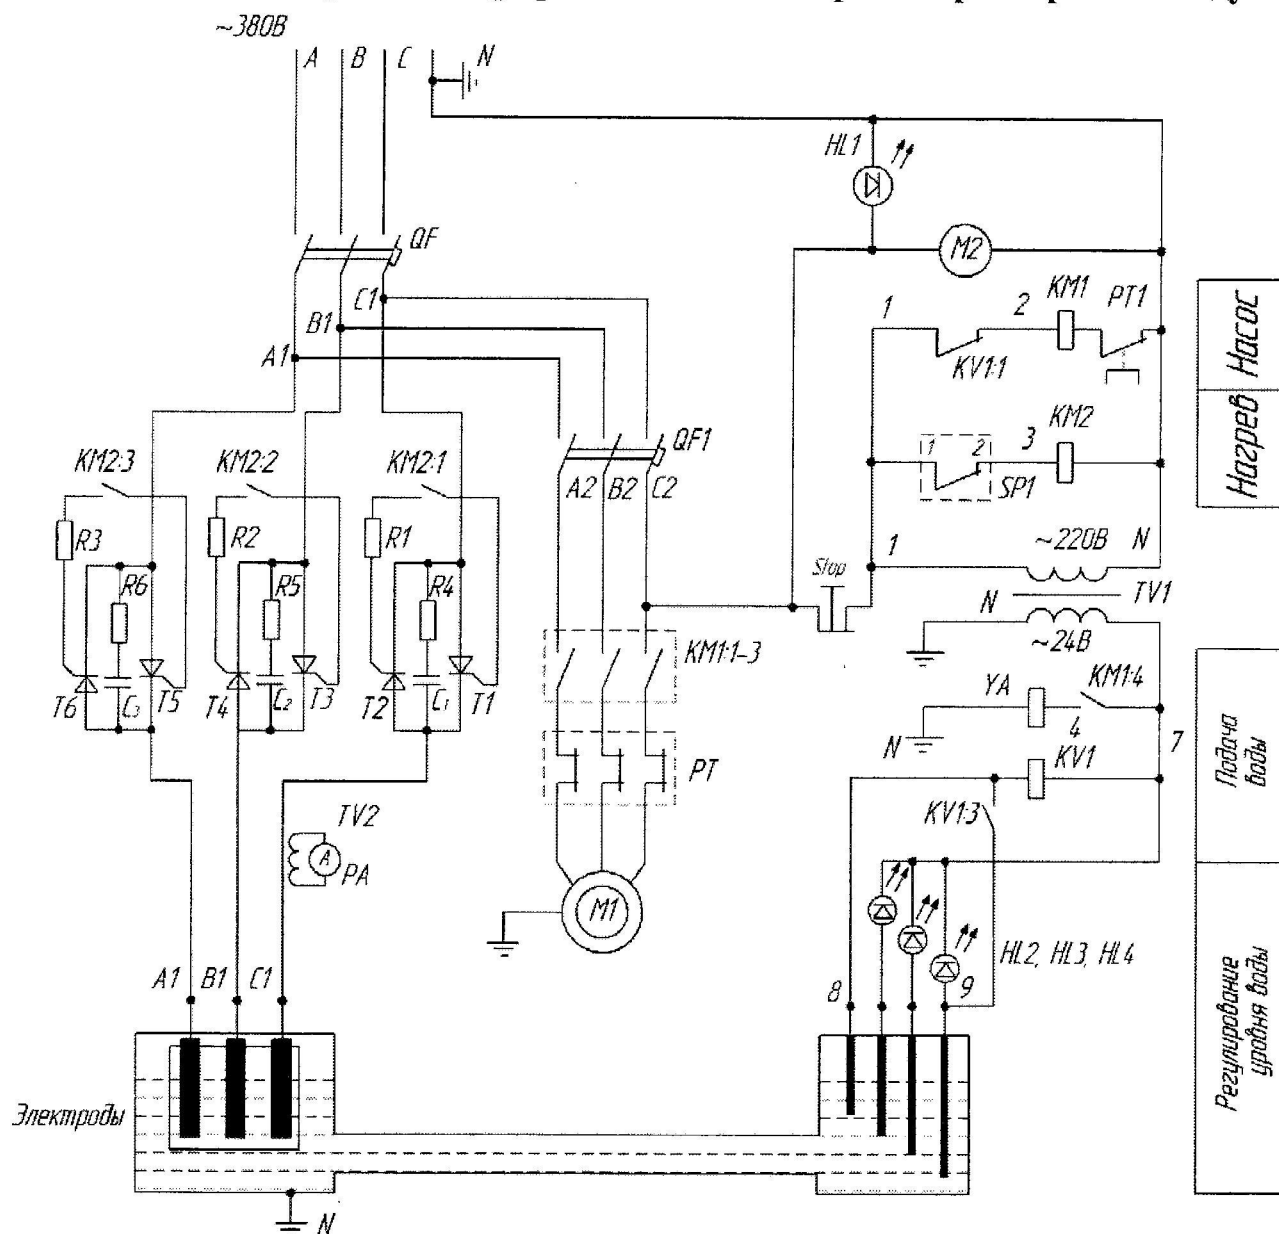 ~380В
A B C N
HL1
QF
M2
C1
B1
A1
1 2 KM1 PT1
KV1:1
Насос
KM2:3 KM2:2 KM2:1
QF1
A2 B2 C2
1 2 3 KM2
SP1
Нагрев
R3 R2 R1
R6 R5 R4
Stop
1 ~220В N
TV1
N ~24В
KM1:1-3
T6 C3 T5 T4 C2 T3 T2 C1 T1
YA KM1:4
N 4 7
PT
KV1
Подача
воды
TV2
A
PA
KV1:3
M1
HL2, HL3, HL4
A1 B1 C1
8 9
Регулирование
уровня воды
Электроды
N